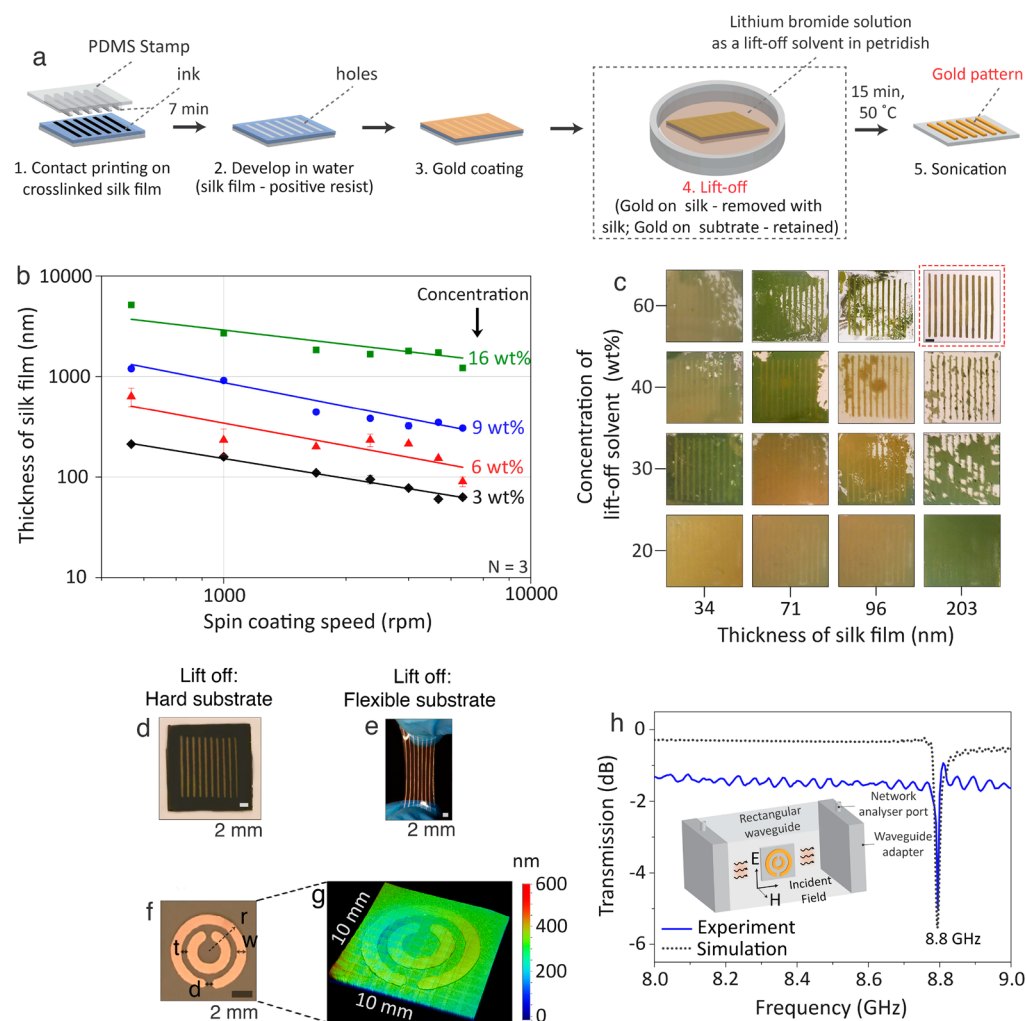 a
PDMS Stamp
ink
7 min
1. Contact printing on
crosslinked silk film
holes
2. Develop in water
(silk film - positive resist)
3. Gold coating
Lithium bromide solution
as a lift-off solvent in petridish
4. Lift-off
(Gold on silk - removed with
silk; Gold on subtrate - retained)
15 min,
50 ˚C
Gold pattern
5. Sonication
b
Thickness of silk film (nm)
10000
1000
100
10
Concentration
16 wt%
9 wt%
6 wt%
3 wt%
N = 3
1000
10000
Spin coating speed (rpm)
c
Concentration of
lift-off solvent (wt%)
60
40
30
20
34
71
96
203
Thickness of silk film (nm)
Lift off:
Hard substrate
d
2 mm
Lift off:
Flexible substrate
e
2 mm
f
r
t
w
d
2 mm
g
10 mm
10 mm
nm
600
400
200
0
h
Transmission (dB)
0
-2
-4
-6
Rectangular
waveguide
Network
analyser port
Waveguide
adapter
E
H
Incident
Field
Experiment
Simulation
8.8 GHz
8.0
8.2
8.4
8.6
8.8
9.0
Frequency (GHz)